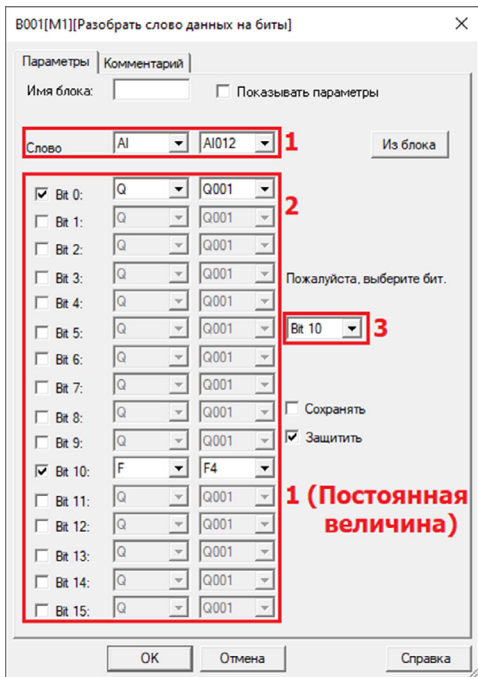 B001[M1][Разобрать слово данных на биты]
Параметры Комментарий
Имя блока: Показывать параметры
Слово AI AI012 1 Из блока
Bit 0: Q Q001 2
Bit 1: Q Q001
Bit 2: Q Q001
Bit 3: Q Q001 Пожалуйста, выберите бит.
Bit 4: Q Q001
Bit 5: Q Q001 Bit 10 3
Bit 6: Q Q001
Bit 7: Q Q001
Bit 8: Q Q001 Сохранять
Bit 9: Q Q001 Защитить
Bit 10: F F4
Bit 11: Q Q001 1 (Постоянная
Bit 12: Q Q001 величина)
Bit 13: Q Q001
Bit 14: Q Q001
Bit 15: Q Q001
OK Отмена Справка